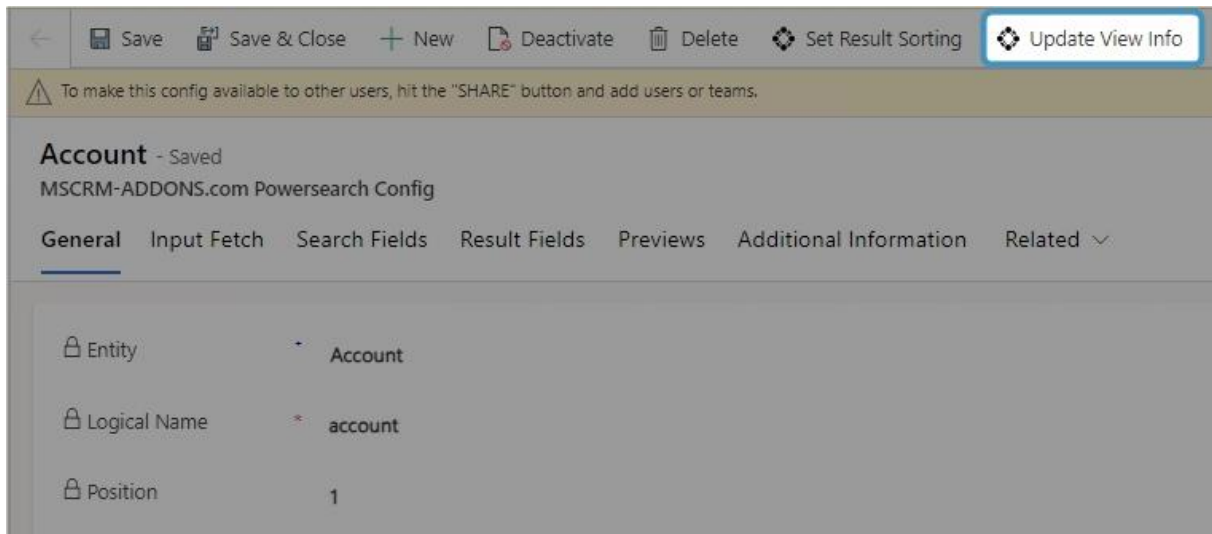 Save Save & Close New Deactivate Delete Set Result Sorting Update View Info
To make this config available to other users, hit the "SHARE" button and add users or teams.
Account - Saved
MSCRM-ADDONS.com Powersearch Config
General Input Fetch Search Fields Result Fields Previews Additional Information Related
Entity Account
Logical Name * account
Position 1